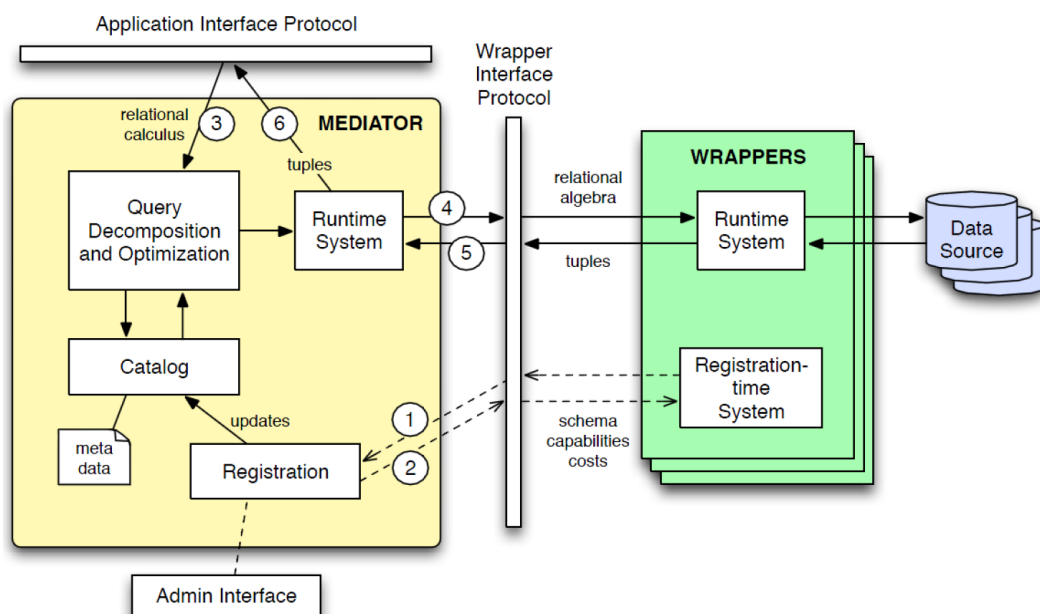 Application Interface Protocol
Wrapper
Interface
Protocol
MEDIATOR
relational
calculus
3
6
tuples
Query
Decomposition
and Optimization
Runtime
System
4
5
relational
algebra
tuples
WRAPPERS
Runtime
System
Data
Source
Catalog
updates
meta
data
Registration
1
2
schema
capabilities
costs
Registration-
time
System
Admin Interface